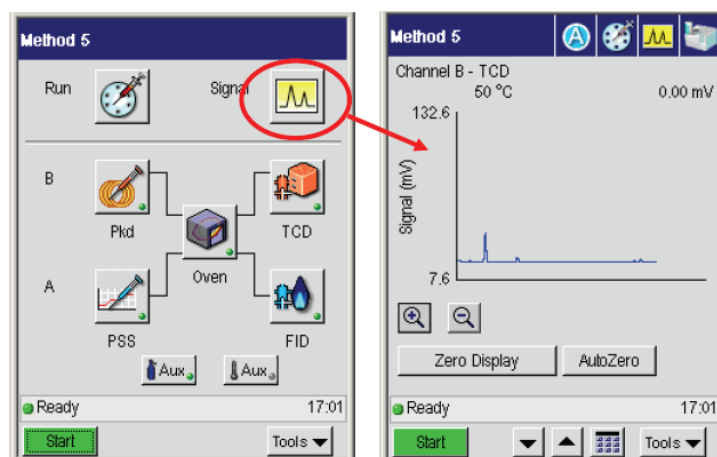 Method 5
Run Signal
B
Pkd TCD
Oven
A
PSS FID
Aux Aux
Ready 17:01
Start Tools
Method 5
A
Channel B - TCD
50 °C 0.00 mV
132.6
Signal (mV)
7.6
Zero Display AutoZero
Ready 17:01
Start Tools